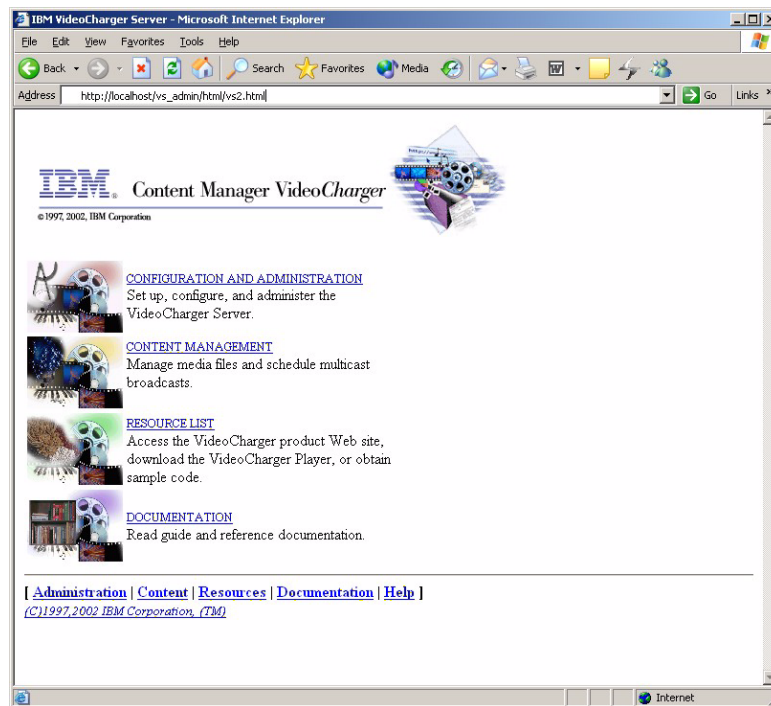 IBM VideoCharger Server - Microsoft Internet Explorer
File Edit View Favorites Tools Help
Back Search Favorites Media
Address http://localhost/vs_admin/html/vs2.html Go Links
IBM® Content Manager VideoCharger
©1997, 2002, IBM Corporation
CONFIGURATION AND ADMINISTRATION
Set up, configure, and administer the
VideoCharger Server.
CONTENT MANAGEMENT
Manage media files and schedule multicast
broadcasts.
RESOURCE LIST
Access the VideoCharger product Web site,
download the VideoCharger Player, or obtain
sample code.
DOCUMENTATION
Read guide and reference documentation.
[ Administration | Content | Resources | Documentation | Help ]
(C)1997,2002 IBM Corporation, (TM)
Internet